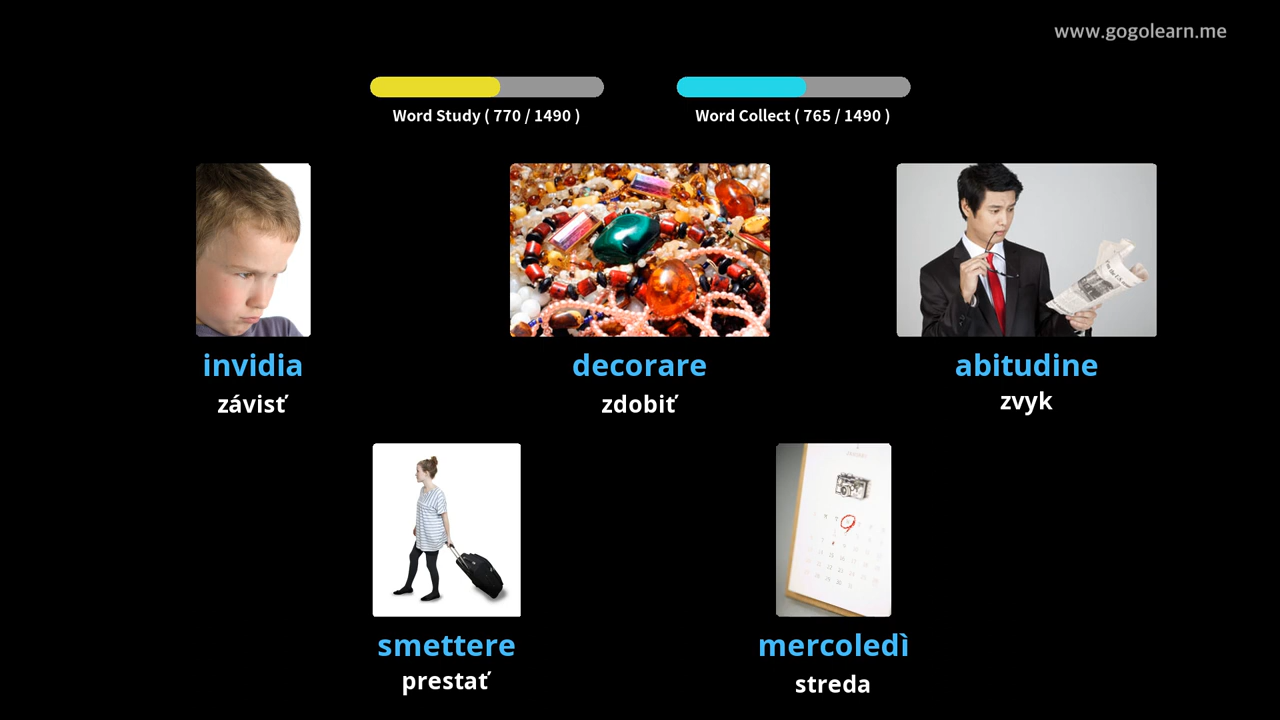 www.gogolearn.me
Word Study ( 770 / 1490 )
Word Collect ( 765 / 1490 )
invidia
závisť
decorare
zdobiť
abitudine
zvyk
smettere
prestať
mercoledì
streda